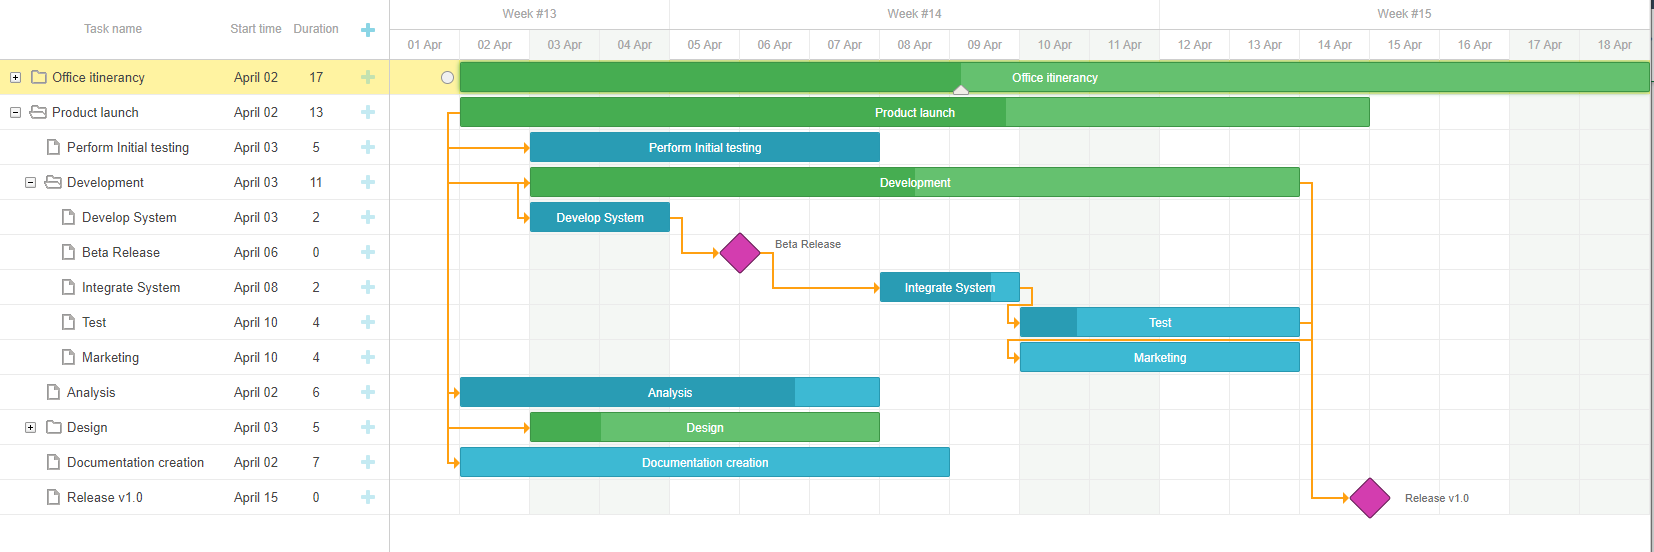 Task name Start time Duration
Week #13 Week #14 Week #15
01 Apr 02 Apr 03 Apr 04 Apr 05 Apr 06 Apr 07 Apr 08 Apr 09 Apr 10 Apr 11 Apr 12 Apr 13 Apr 14 Apr 15 Apr 16 Apr 17 Apr 18 Apr
Office itinerancy April 02 17 Office itinerancy
Product launch April 02 13 Product launch
Perform Initial testing April 03 5 Perform Initial testing
Development April 03 11 Development
Develop System April 03 2 Develop System
Beta Release April 06 0 Beta Release
Integrate System April 08 2 Integrate System
Test April 10 4 Test
Marketing April 10 4 Marketing
Analysis April 02 6 Analysis
Design April 03 5 Design
Documentation creation April 02 7 Documentation creation
Release v1.0 April 15 0 Release v1.0